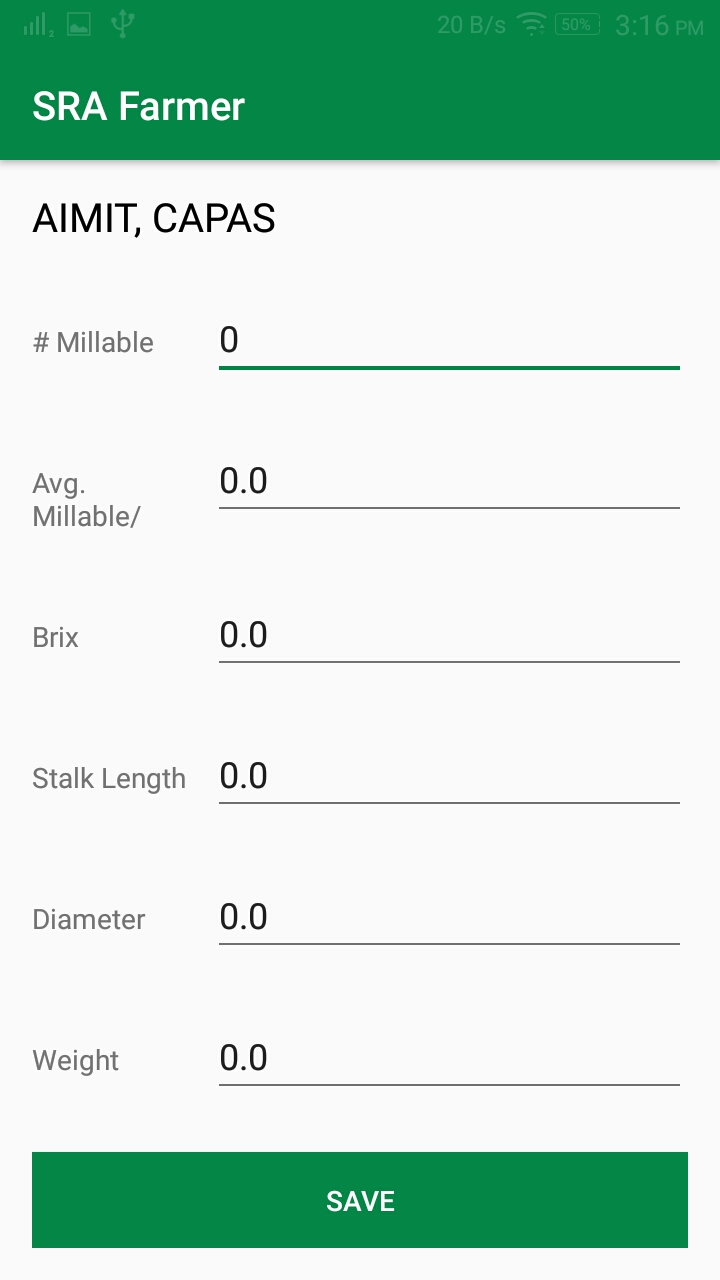 20 B/s 50% 3:16 PM
SRA Farmer
AIMIT, CAPAS
# Millable 0
Avg. Millable/ 0.0
Brix 0.0
Stalk Length 0.0
Diameter 0.0
Weight 0.0
SAVE